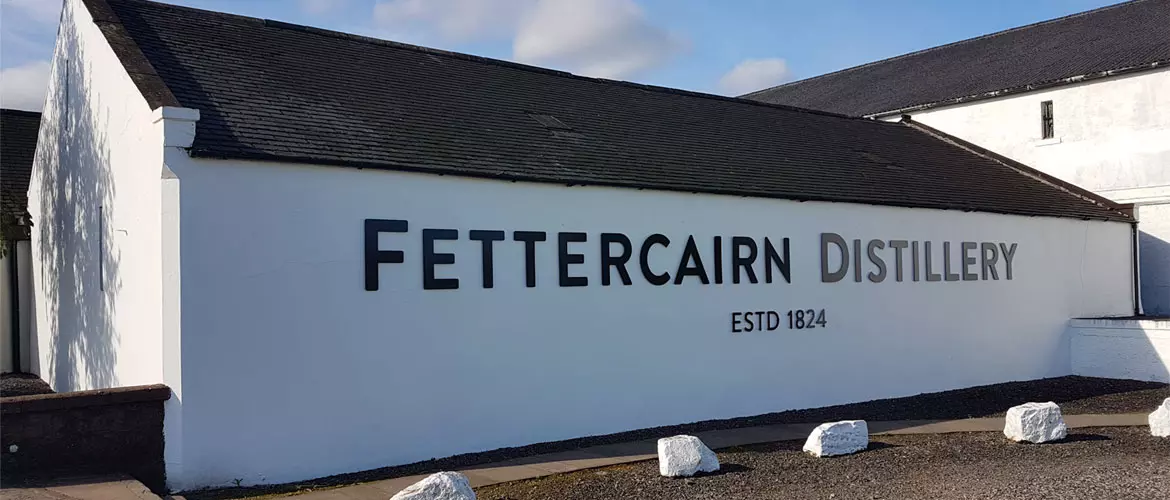 FETTERCAIRN DISTILLERY
ESTD 1824